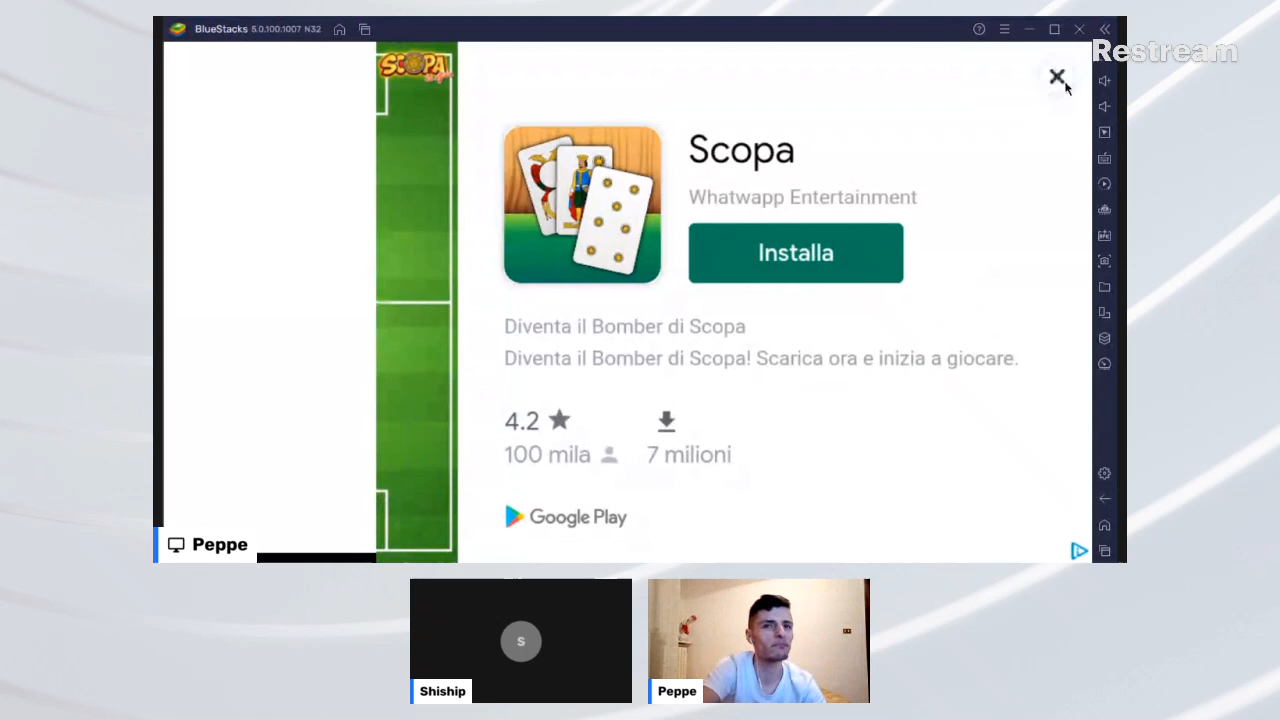 BlueStacks 5.0.100.1007 N32
Restream
SCOPA
Scopa
Whatwapp Entertainment
Installa
Diventa il Bomber di Scopa
Diventa il Bomber di Scopa! Scarica ora e inizia a giocare.
4.2
100 mila
7 milioni
Google Play
Peppe
S
Shiship
Peppe